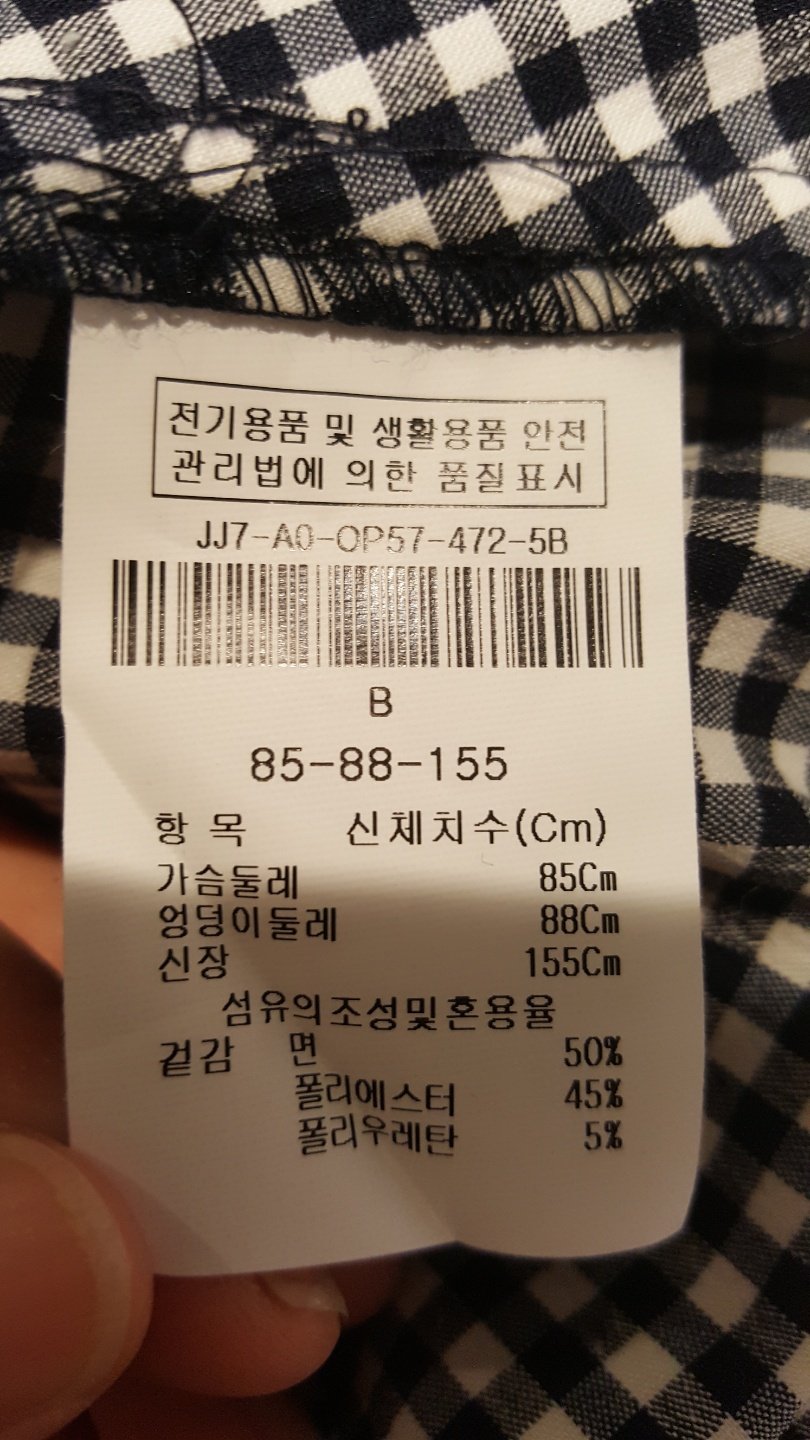 전기용품 및 생활용품 안전
관리법에 의한 품질표시
JJ7-A0-OP57-472-5B
B
85-88-155
항 목 신체치수(Cm)
가슴둘레 85Cm
엉덩이둘레 88Cm
신장 155Cm
섬유의조성및혼용율
겉감 면 50%
폴리에스터 45%
폴리우레탄 5%